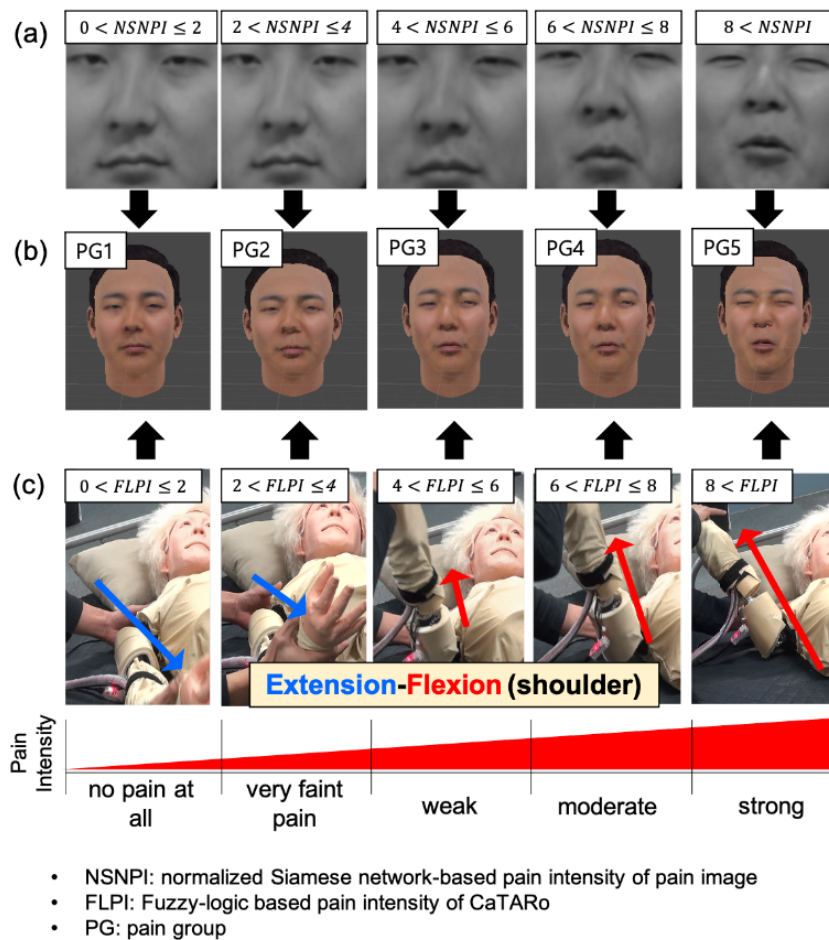 (a)
0 < NSNPI ≤ 2
2 < NSNPI ≤4
4 < NSNPI ≤ 6
6 < NSNPI ≤ 8
8 < NSNPI
(b)
PG1
PG2
PG3
PG4
PG5
(c)
0 < FLPI ≤ 2
2 < FLPI ≤4
4 < FLPI ≤ 6
6 < FLPI ≤ 8
8 < FLPI
Extension-Flexion (shoulder)
Pain
Intensity
no pain at
all
very faint
pain
weak
moderate
strong
• NSNPI: normalized Siamese network-based pain intensity of pain image
• FLPI: Fuzzy-logic based pain intensity of CaTARo
• PG: pain group